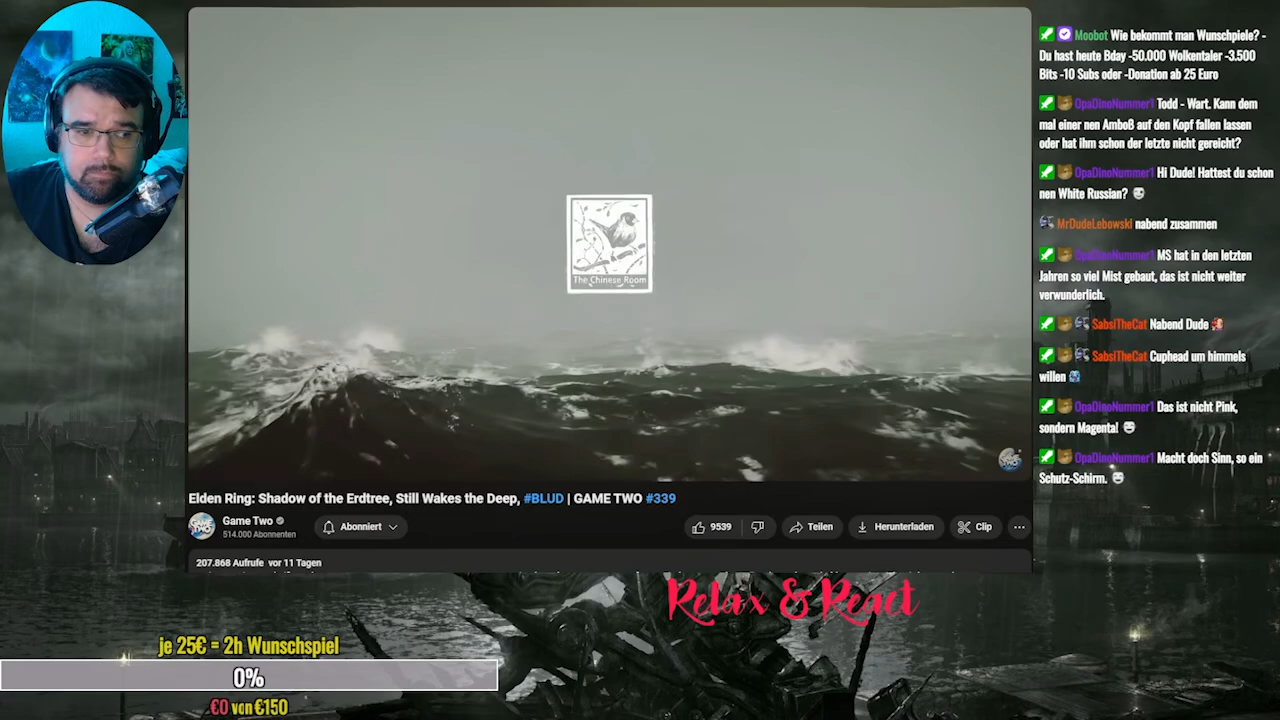 The Chinese Room
Elden Ring: Shadow of the Erdtree, Still Wakes the Deep, #BLUD | GAME TWO #339
Game Two
514.000 Abonnenten
Abonniert
9539
Teilen
Herunterladen
Clip
207.868 Aufrufe vor 11 Tagen
Relax & React
je 25€ = 2h Wunschspiel
0%
€0 von €150
Moobot Wie bekommt man Wunschpiele? -
Du hast heute Bday -50.000 Wolkentaler -3.500
Bits -10 Subs oder -Donation ab 25 Euro
OpaDinoNummer1 Todd - Wart. Kann dem
mal einer nen Amboß auf den Kopf fallen lassen
oder hat ihm schon der letzte nicht gereicht?
OpaDinoNummer1 Hi Dude! Hattest du schon
nen White Russian?
MrDudeLebowski nabend zusammen
OpaDinoNummer1 MS hat in den letzten
Jahren so viel Mist gebaut, das ist nicht weiter
verwunderlich.
SabsiTheCat Nabend Dude
SabsiTheCat Cuphead um himmels
willen
OpaDinoNummer1 Das ist nicht Pink,
sondern Magenta!
OpaDinoNummer1 Macht doch Sinn, so ein
Schutz-Schirm.